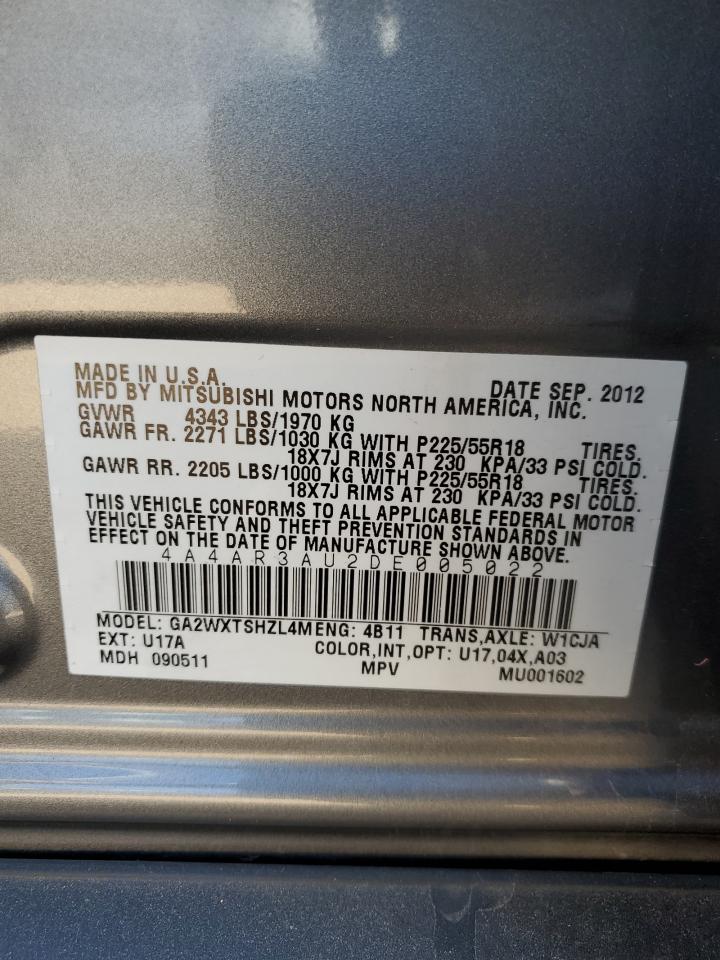 MADE IN U.S.A. DATE SEP. 2012
MFD BY MITSUBISHI MOTORS NORTH AMERICA, INC.
GVWR 4343 LBS/1970 KG
GAWR FR. 2271 LBS/1030 KG WITH P225/55R18 TIRES.
18X7J RIMS AT 230 KPA/33 PSI COLD.
GAWR RR. 2205 LBS/1000 KG WITH P225/55R18 TIRES.
18X7J RIMS AT 230 KPA/33 PSI COLD.
THIS VEHICLE CONFORMS TO ALL APPLICABLE FEDERAL MOTOR
VEHICLE SAFETY AND THEFT PREVENTION STANDARDS IN
EFFECT ON THE DATE OF MANUFACTURE SHOWN ABOVE.
4A4AR3AU2DE005022
MODEL: GA2WXTSHZL4M ENG: 4B11 TRANS,AXLE: W1CJA
EXT: U17A COLOR,INT,OPT: U17,04X,A03
MDH 090511 MPV MU001602